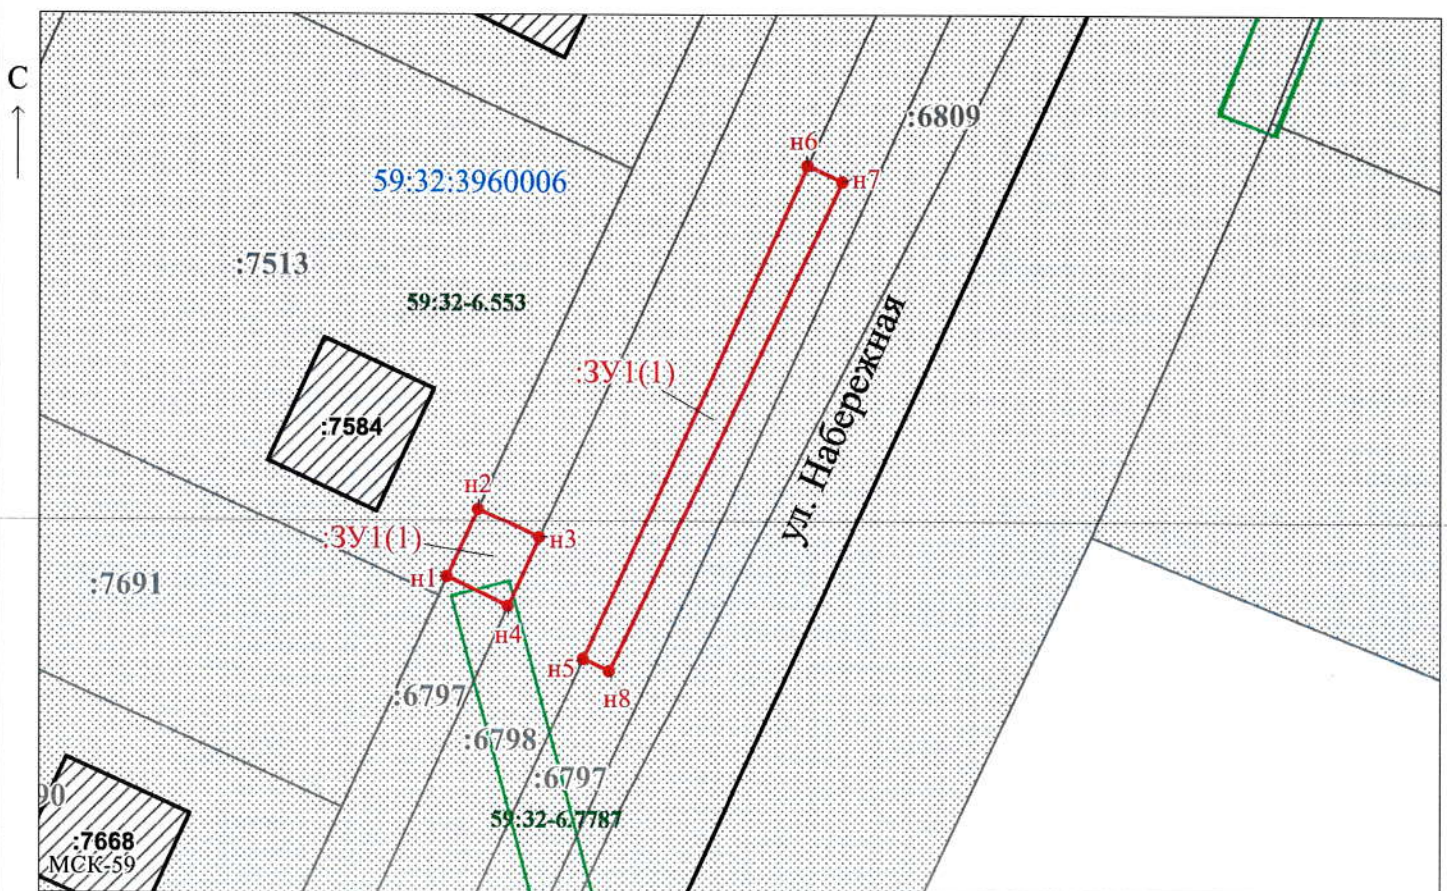 С
:6809
н6
н7
59:32:3960006
:7513
59:32-6.553
:ЗУ1(1)
ул. Набережная
:7584
н2
:ЗУ1(1)
н3
н1
:7691
н4
н5
н8
:6797
:6798
:6797
90
59:32-6.7787
:7668
МСК-59